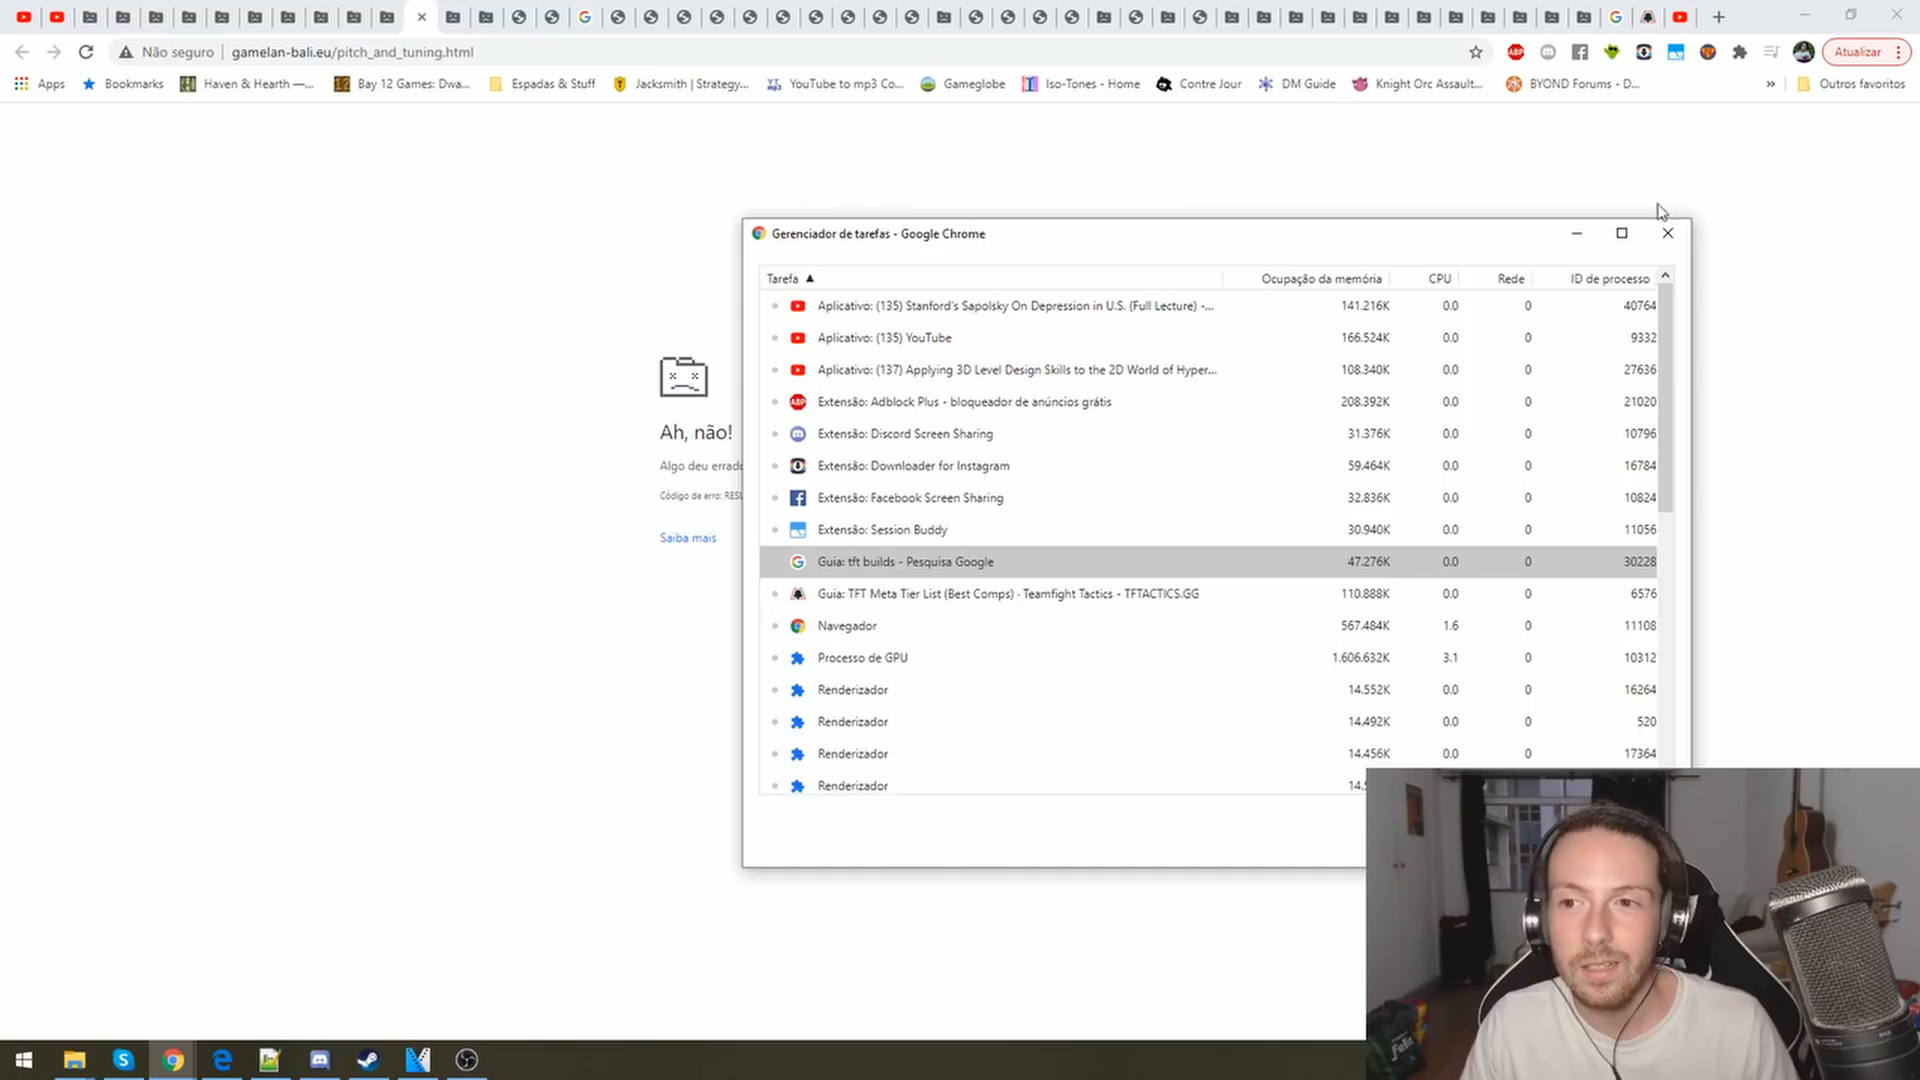 Não seguro
gamelan-bali.eu/pitch_and_tuning.html
ABP
Atualizar
Apps
Bookmarks
Haven & Hearth —...
Bay 12 Games: Dwa...
Espadas & Stuff
Jacksmith | Strategy...
YouTube to mp3 Co...
Gameglobe
Iso-Tones - Home
Contre Jour
DM Guide
Knight Orc Assault...
BYOND Forums - D...
»
Outros favoritos
Ah, não!
Algo deu errado
Código de erro: RESU
Saiba mais
Gerenciador de tarefas - Google Chrome
Tarefa ▲ Ocupação da memória CPU Rede ID de processo
Aplicativo: (135) Stanford's Sapolsky On Depression in U.S. (Full Lecture) -... 141.216K 0.0 0 40764
Aplicativo: (135) YouTube 166.524K 0.0 0 9332
Aplicativo: (137) Applying 3D Level Design Skills to the 2D World of Hyper... 108.340K 0.0 0 27636
ABP Extensão: Adblock Plus - bloqueador de anúncios grátis 208.392K 0.0 0 21020
Extensão: Discord Screen Sharing 31.376K 0.0 0 10796
Extensão: Downloader for Instagram 59.464K 0.0 0 16784
Extensão: Facebook Screen Sharing 32.836K 0.0 0 10824
Extensão: Session Buddy 30.940K 0.0 0 11056
Guia: tft builds - Pesquisa Google 47.276K 0.0 0 30228
Guia: TFT Meta Tier List (Best Comps) - Teamfight Tactics - TFTACTICS.GG 110.888K 0.0 0 6576
Navegador 567.484K 1.6 0 11108
Processo de GPU 1.606.632K 3.1 0 10312
Renderizador 14.552K 0.0 0 16264
Renderizador 14.492K 0.0 0 520
Renderizador 14.456K 0.0 0 17364
Renderizador 14.